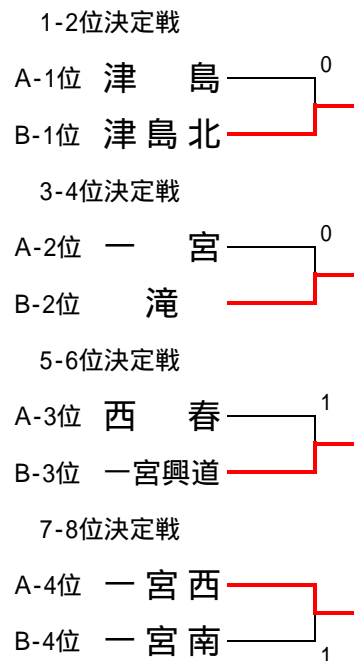 1-2位決定戦
A-1位 津島 0
B-1位 津島北
3-4位決定戦
A-2位 一宮 0
B-2位 滝
5-6位決定戦
A-3位 西春 1
B-3位 一宮興道
7-8位決定戦
A-4位 一宮西
B-4位 一宮南 1